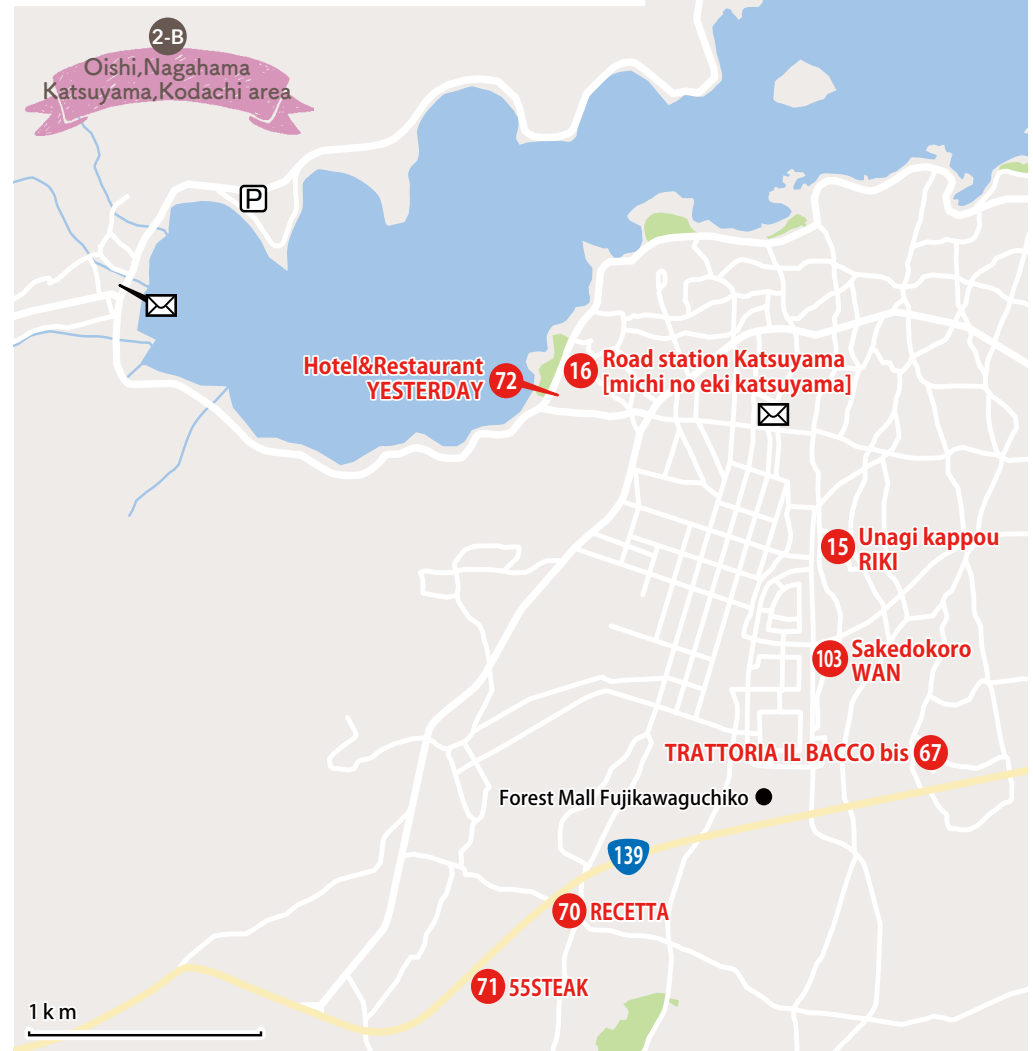 2-B
Oishi,Nagahama
Katsuyama,Kodachi area
P
Hotel&Restaurant
YESTERDAY
72
16
Road station Katsuyama
[michi no eki katsuyama]
15
Unagi kappou
RIKI
103
Sakedokoro
WAN
TRATTORIA IL BACCO bis 67
Forest Mall Fujikawaguchiko
139
70 RECETTA
71 55STEAK
1 k m